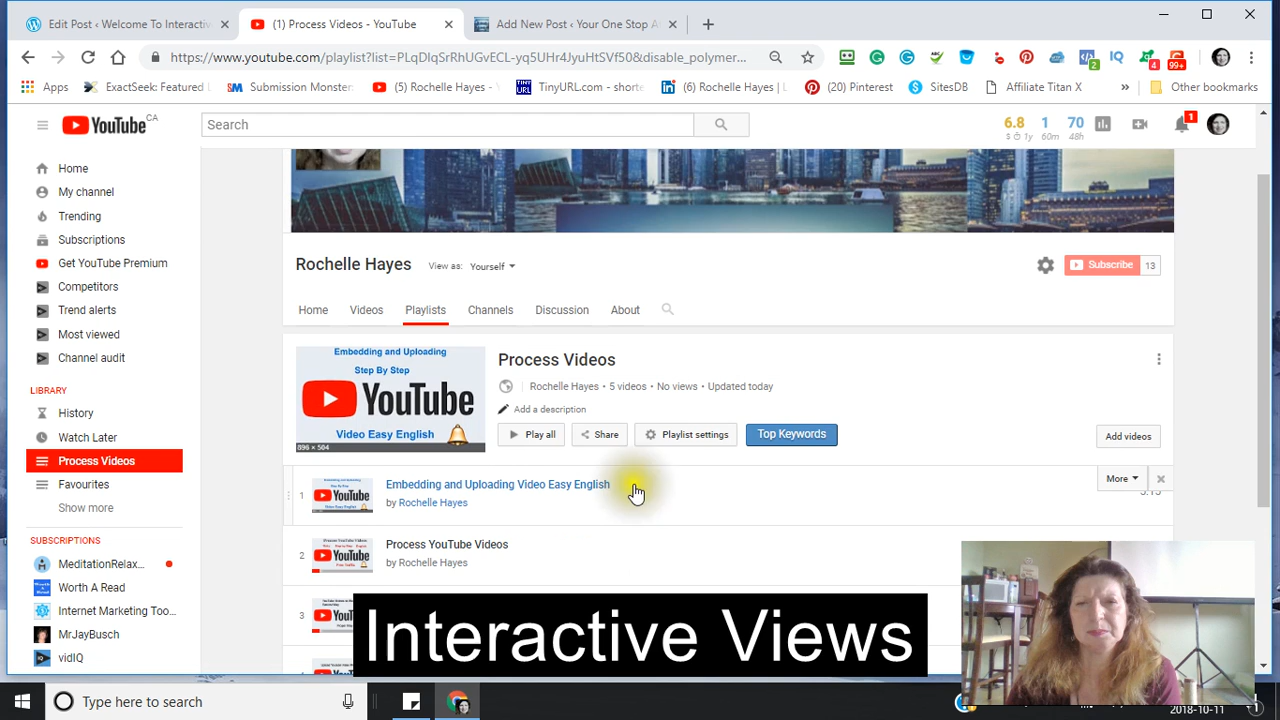 Edit Post ‹ Welcome To Interactiv
(1) Process Videos - YouTube
Add New Post ‹ Your One Stop A
https://www.youtube.com/playlist?list=PLqDIqSrRhUGvECL-yq5UHr4JyuHtSVf50&disable_polymer...
Apps
ExactSeek: Featured L
Submission Monster
(5) Rochelle Hayes -
TinyURL.com - shorte
(6) Rochelle Hayes | L
(20) Pinterest
SitesDB
Affiliate Titan X
»
Other bookmarks
YouTube CA
Search
6.8 1 70
1y 60m 48h
1
Home
My channel
Trending
Subscriptions
Get YouTube Premium
Competitors
Trend alerts
Most viewed
Channel audit
LIBRARY
History
Watch Later
Process Videos
Favourites
Show more
SUBSCRIPTIONS
MeditationRelax...
Worth A Read
Internet Marketing Too...
MrJayBusch
vidIQ
Rochelle Hayes
View as: Yourself
Subscribe 13
Home Videos Playlists Channels Discussion About
Embedding and Uploading
Step By Step
YouTube
Video Easy English
896 × 504
Process Videos
Rochelle Hayes • 5 videos • No views • Updated today
Add a description
Play all Share Playlist settings Top Keywords
Add videos
1
Embedding and Uploading Video Easy English
by Rochelle Hayes
More
2
Process YouTube Videos
by Rochelle Hayes
3
Interactive Views
Type here to search
2018-10-11